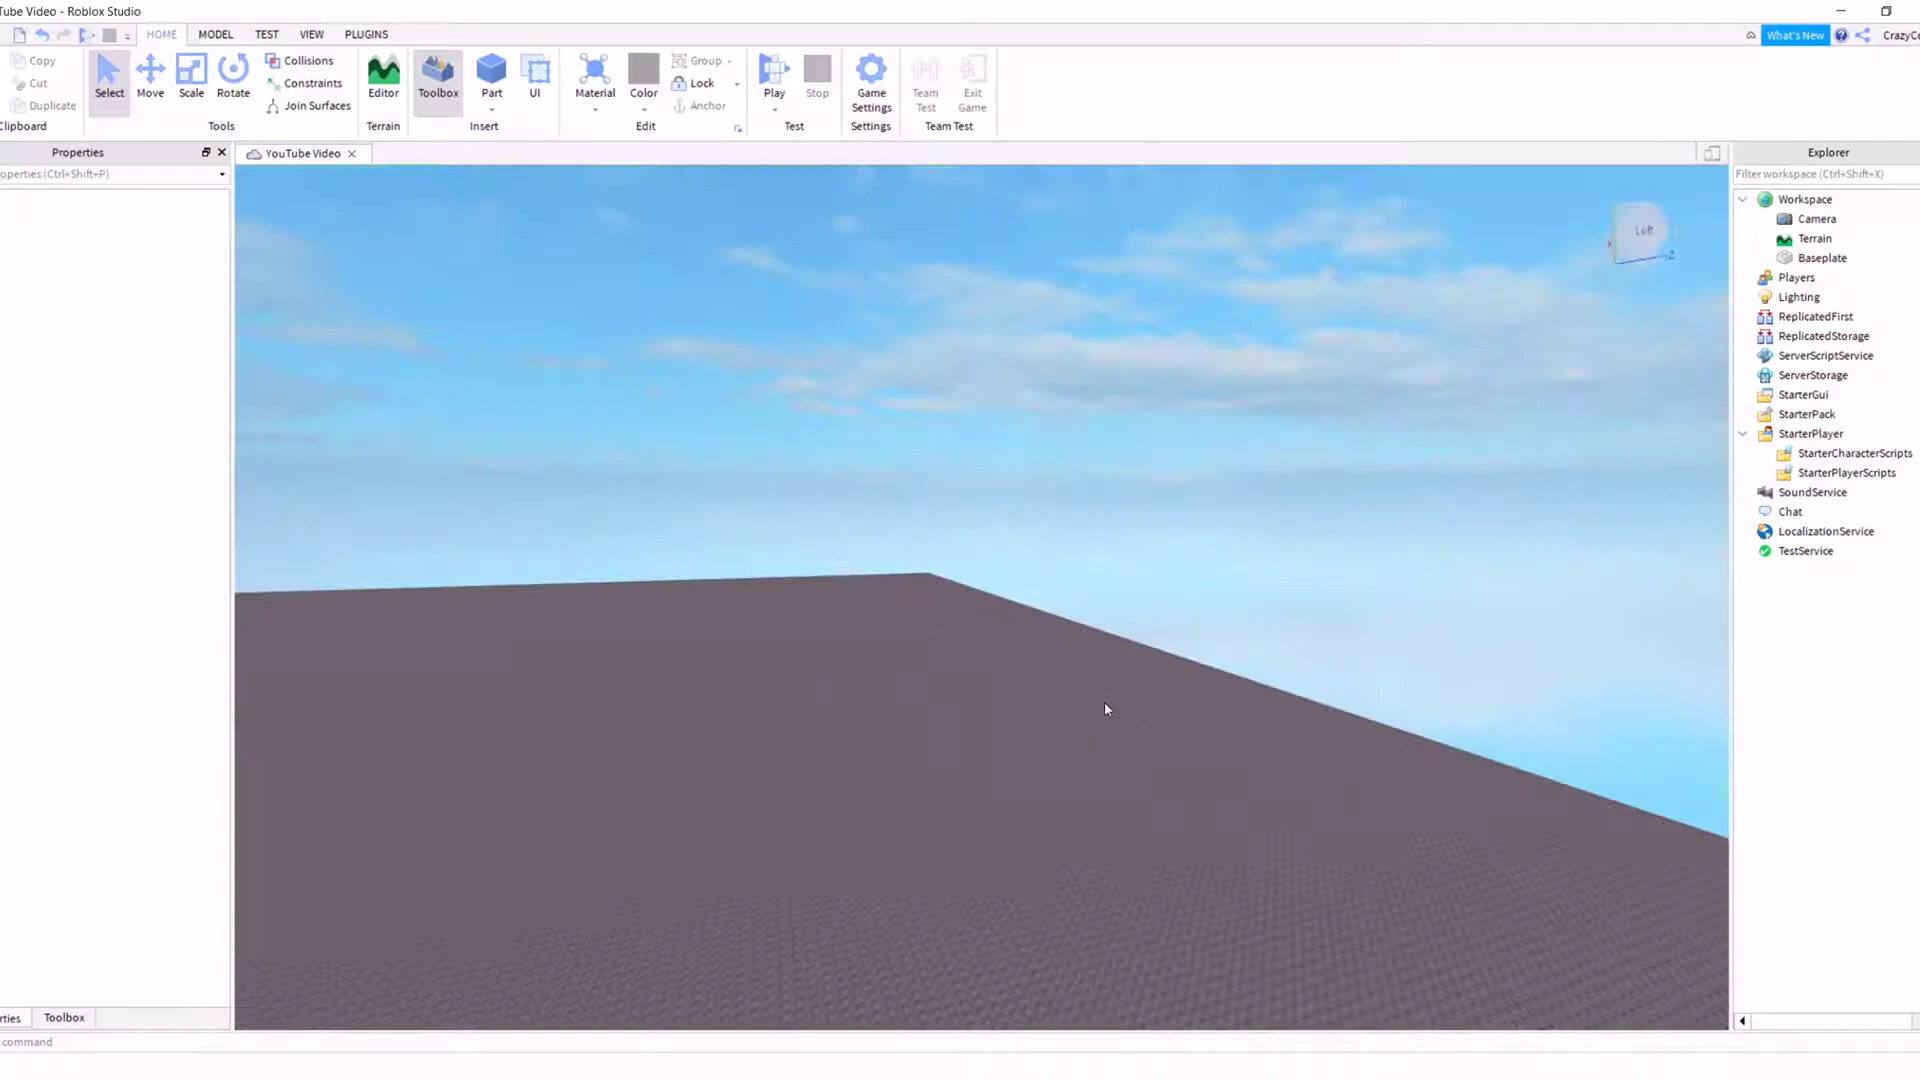 Tube Video - Roblox Studio
HOME MODEL TEST VIEW PLUGINS
What's New CrazyCo
Copy
Cut
Duplicate
Clipboard
Select Move Scale Rotate
Collisions
Constraints
Join Surfaces
Tools
Editor
Terrain
Toolbox Part UI
Insert
Material Color
Group
Lock
Anchor
Edit
Play Stop
Test
Game Settings
Settings
Team Test
Exit Game
Team Test
Properties
operties (Ctrl+Shift+P)
YouTube Video
Left
X
Z
Explorer
Filter workspace (Ctrl+Shift+X)
Workspace
Camera
Terrain
Baseplate
Players
Lighting
ReplicatedFirst
ReplicatedStorage
ServerScriptService
ServerStorage
StarterGui
StarterPack
StarterPlayer
StarterCharacterScripts
StarterPlayerScripts
SoundService
Chat
LocalizationService
TestService
rties Toolbox
command